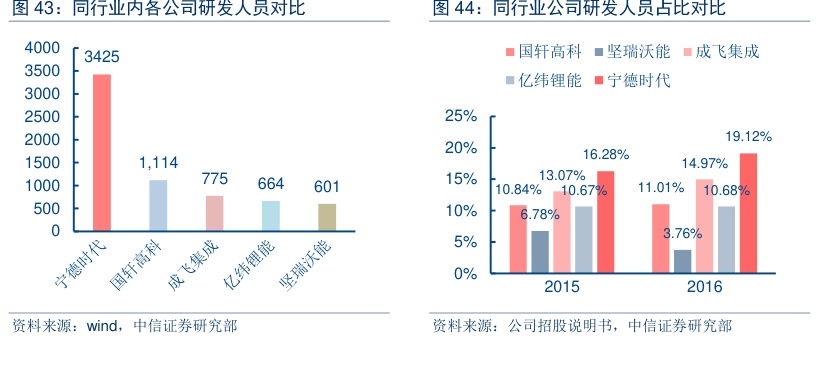 图 43：同行业内各公司研发人员对比
4000
3500
3000
2500
2000
1500
1000
500
0
3425
1,114
775
664
601
宁德时代
国轩高科
成飞集成
亿纬锂能
坚瑞沃能
资料来源：wind，中信证券研究部
图 44：同行业公司研发人员占比对比
国轩高科 坚瑞沃能 成飞集成
亿纬锂能 宁德时代
25%
20%
15%
10%
5%
0%
10.84%
6.78%
13.07%
10.67%
16.28%
11.01%
3.76%
14.97%
10.68%
19.12%
2015 2016
资料来源：公司招股说明书，中信证券研究部